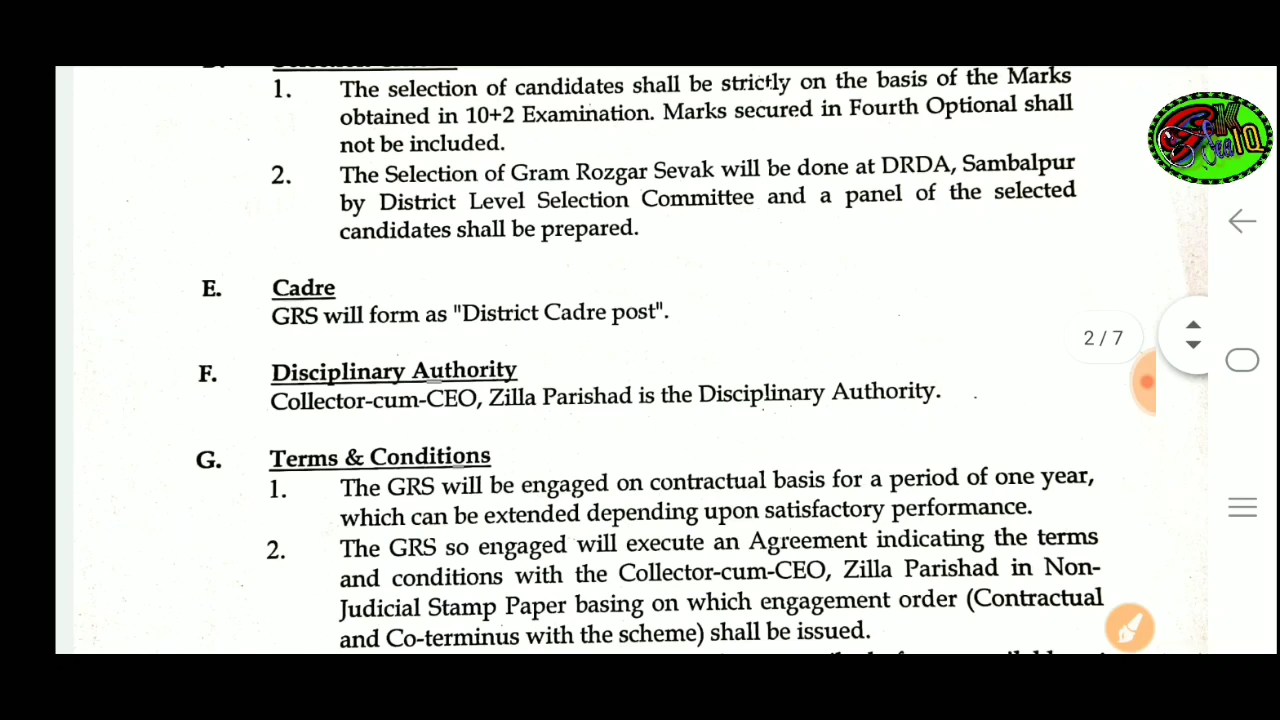 1. The selection of candidates shall be strictly on the basis of the Marks
obtained in 10+2 Examination. Marks secured in Fourth Optional shall
not be included.
2. The Selection of Gram Rozgar Sevak will be done at DRDA, Sambalpur
by District Level Selection Committee and a panel of the selected
candidates shall be prepared.
E. Cadre
GRS will form as "District Cadre post".
2 / 7
F. Disciplinary Authority
Collector-cum-CEO, Zilla Parishad is the Disciplinary Authority.
G. Terms & Conditions
1. The GRS will be engaged on contractual basis for a period of one year,
which can be extended depending upon satisfactory performance.
2. The GRS so engaged will execute an Agreement indicating the terms
and conditions with the Collector-cum-CEO, Zilla Parishad in Non-
Judicial Stamp Paper basing on which engagement order (Contractual
and Co-terminus with the scheme) shall be issued.